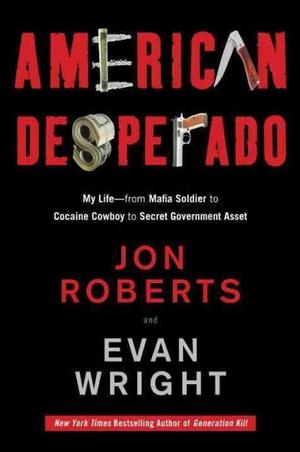 AMERICAN
DESPERADO
My Life—from Mafia Soldier to
Cocaine Cowboy to Secret Government Asset
JON
ROBERTS
and
EVAN
WRIGHT
New York Times Bestselling Author of Generation Kill